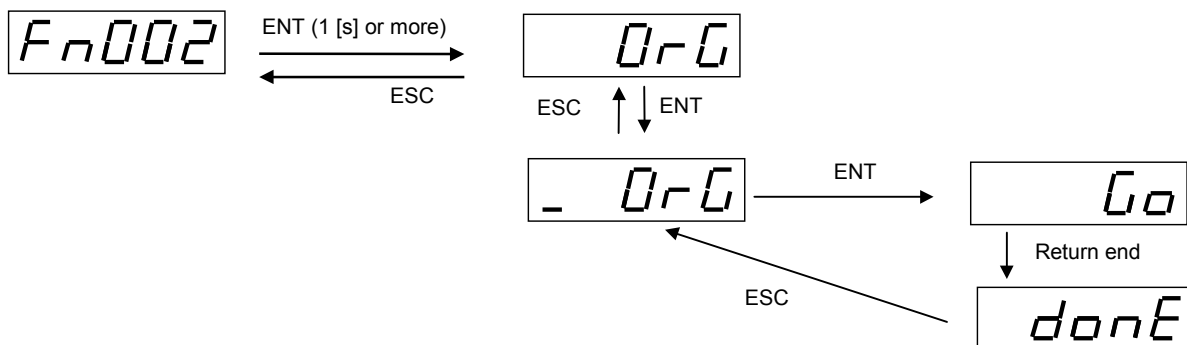 Fn002
ENT (1 [s] or more)
ESC
OrG
ESC
ENT
_ OrG
ENT
Go
Return end
ESC
donE